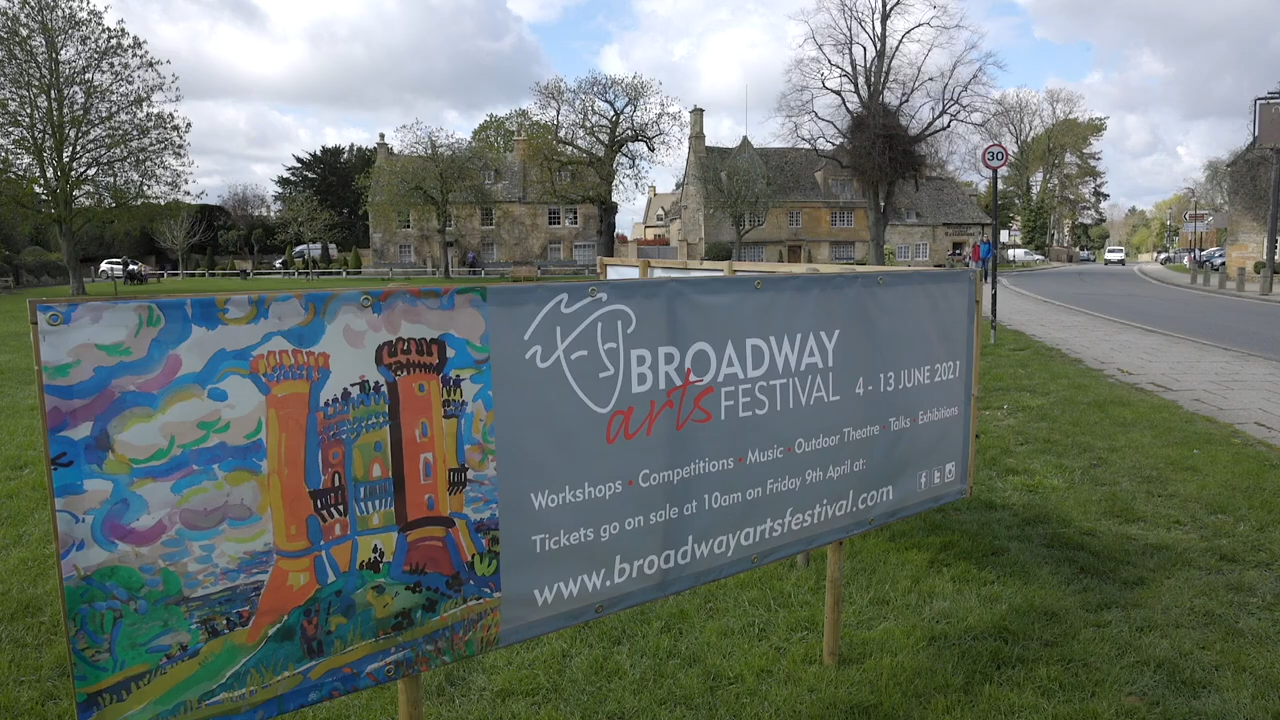 30
BROADWAY
arts FESTIVAL 4 - 13 JUNE 2021
Workshops • Competitions • Music • Outdoor Theatre • Talks • Exhibitions
Tickets go on sale at 10am on Friday 9th April at:
www.broadwayartsfestival.com